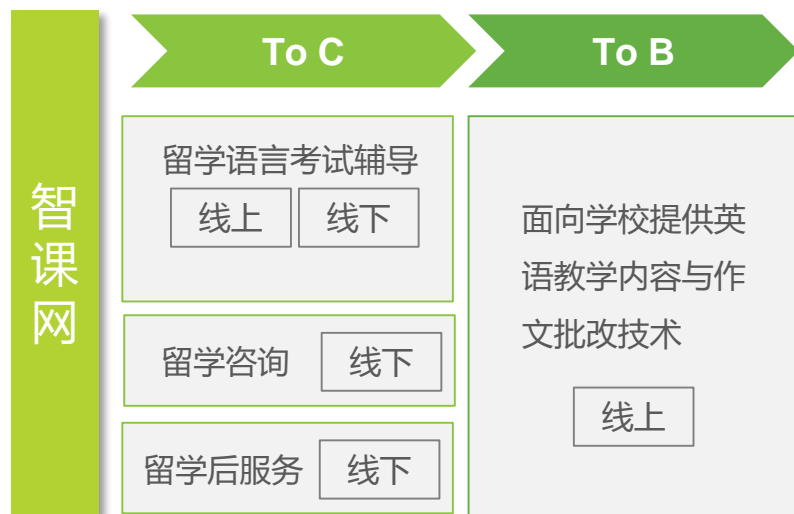 智课网
To C
To B
留学语言考试辅导
线上
线下
留学咨询
线下
留学后服务
线下
面向学校提供英
语教学内容与作
文批改技术
线上